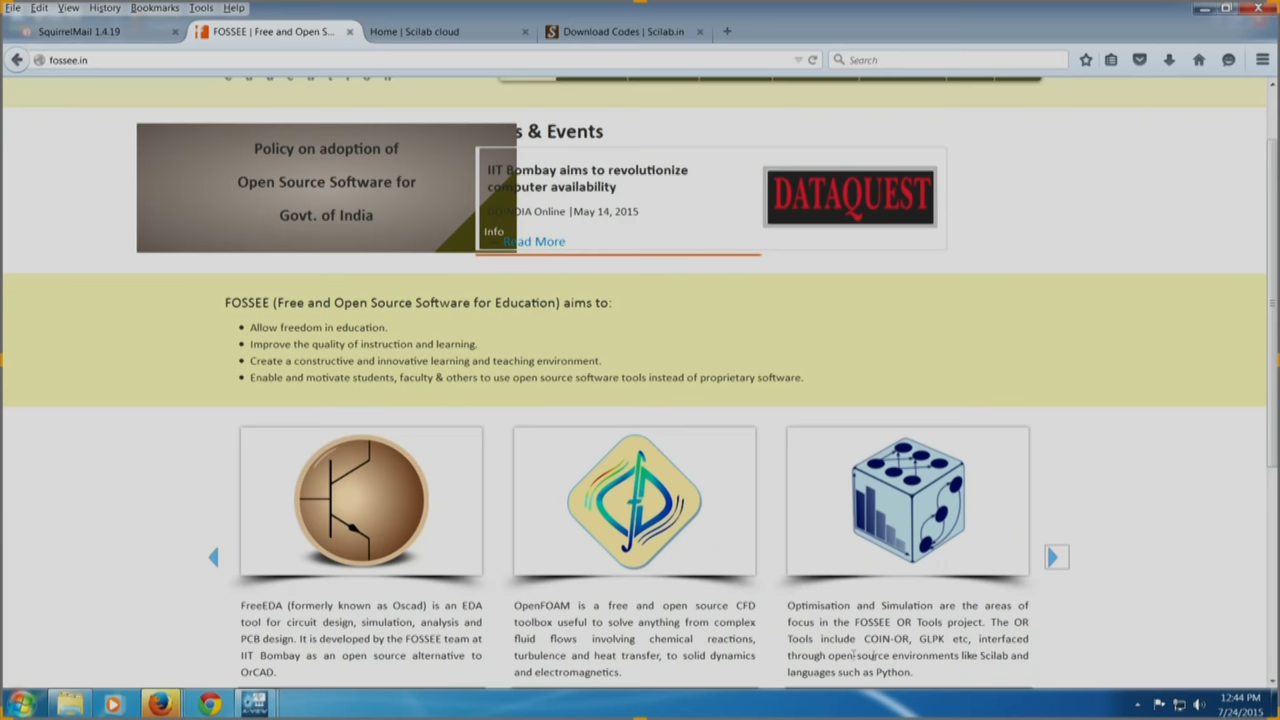 File Edit View History Bookmarks Tools Help
SquirrelMail 1.4.19
FOSSEE | Free and Open S...
Home | Scilab cloud
Download Codes | Scilab.in
fossee.in
Search
s & Events
Policy on adoption of
Open Source Software for
Govt. of India
Info
IIT Bombay aims to revolutionize
computer availability
India Online |May 14, 2015
Read More
DATAQUEST
FOSSEE (Free and Open Source Software for Education) aims to:
Allow freedom in education.
Improve the quality of instruction and learning.
Create a constructive and innovative learning and teaching environment.
Enable and motivate students, faculty & others to use open source software tools instead of proprietary software.
FreeEDA (formerly known as Oscad) is an EDA
tool for circuit design, simulation, analysis and
PCB design. It is developed by the FOSSEE team at
IIT Bombay as an open source alternative to
OrCAD.
OpenFOAM is a free and open source CFD
toolbox useful to solve anything from complex
fluid flows involving chemical reactions,
turbulence and heat transfer, to solid dynamics
and electromagnetics.
Optimisation and Simulation are the areas of
focus in the FOSSEE OR Tools project. The OR
Tools include COIN-OR, GLPK etc, interfaced
through open source environments like Scilab and
languages such as Python.
A-VIEW
12:44 PM
7/24/2015